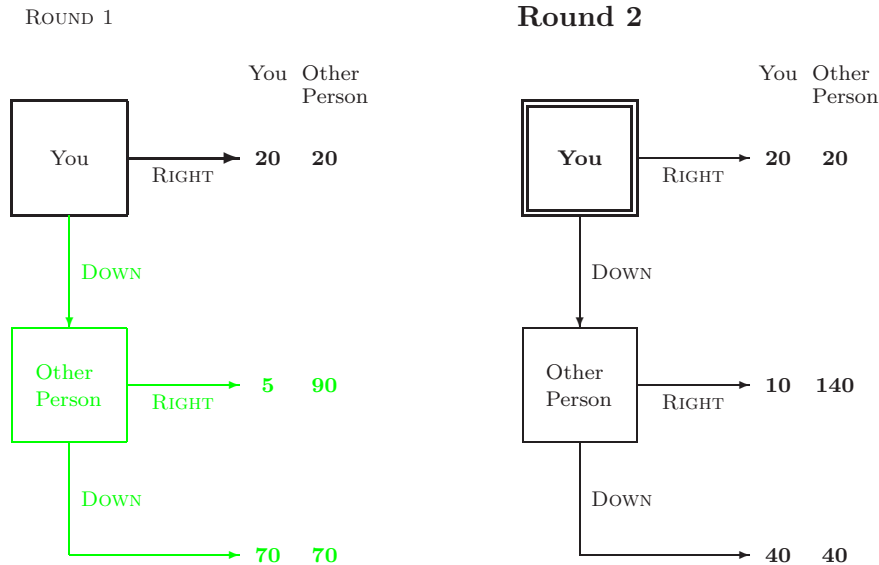 ROUND 1
You Other
Person
You
20 20
RIGHT
DOWN
Other
Person
5 90
RIGHT
DOWN
70 70
Round 2
You Other
Person
You
20 20
RIGHT
DOWN
Other
Person
10 140
RIGHT
DOWN
40 40